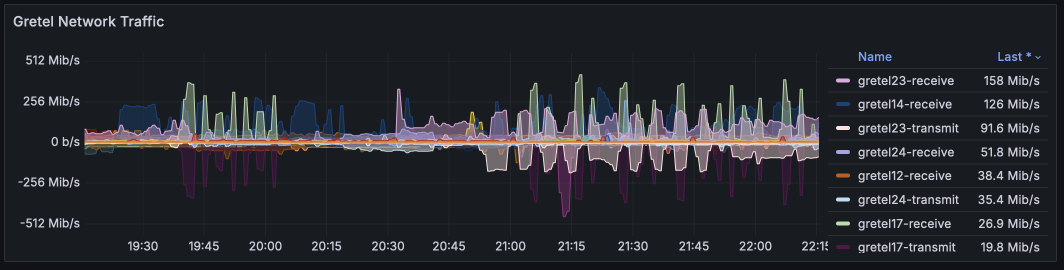 Gretel Network Traffic
512 Mib/s
256 Mib/s
0 b/s
-256 Mib/s
-512 Mib/s
19:30 19:45 20:00 20:15 20:30 20:45 21:00 21:15 21:30 21:45 22:00 22:15
Name Last *
gretel23-receive 158 Mib/s
gretel14-receive 126 Mib/s
gretel23-transmit 91.6 Mib/s
gretel24-receive 51.8 Mib/s
gretel12-receive 38.4 Mib/s
gretel24-transmit 35.4 Mib/s
gretel17-receive 26.9 Mib/s
gretel17-transmit 19.8 Mib/s